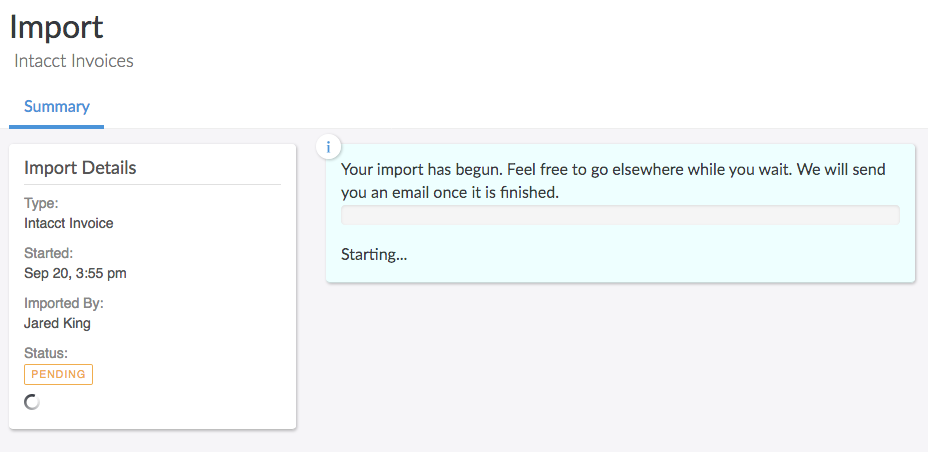 Import
Intacct Invoices
Summary
Import Details
Type:
Intacct Invoice
Started:
Sep 20, 3:55 pm
Imported By:
Jared King
Status:
PENDING
i
Your import has begun. Feel free to go elsewhere while you wait. We will send
you an email once it is finished.
Starting...